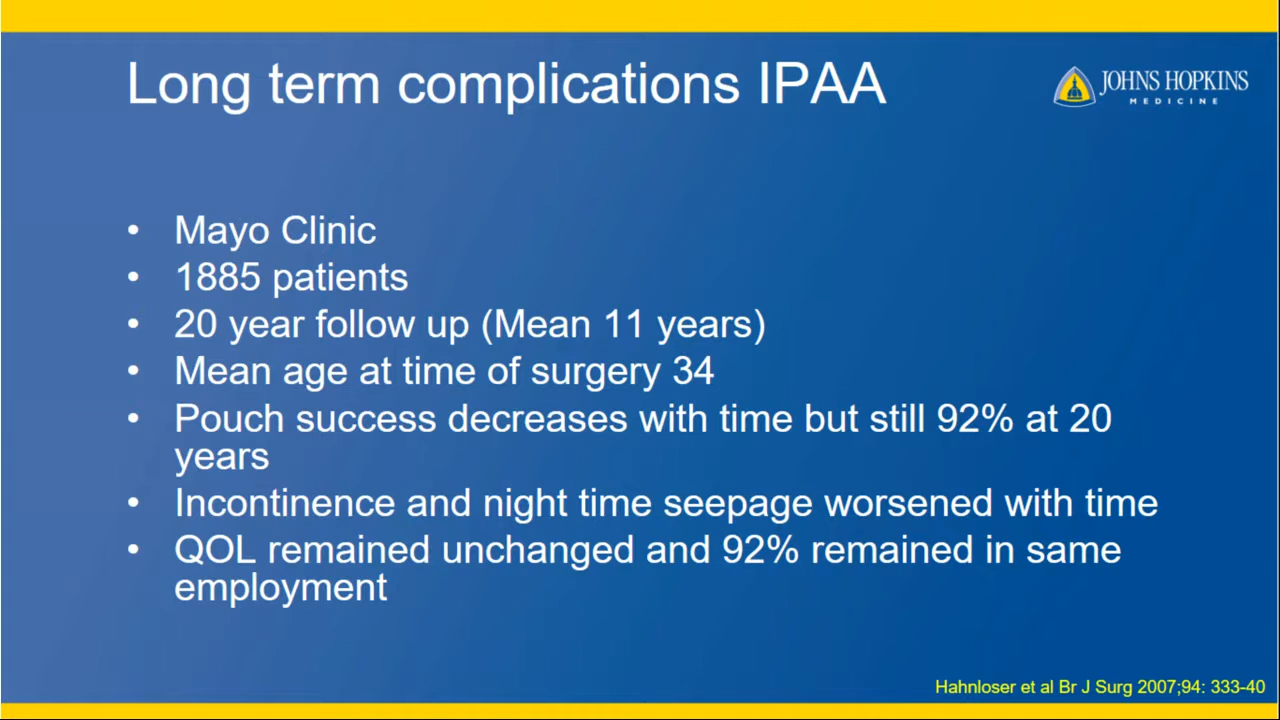 Long term complications IPAA
JOHNS HOPKINS
MEDICINE
• Mayo Clinic
• 1885 patients
• 20 year follow up (Mean 11 years)
• Mean age at time of surgery 34
• Pouch success decreases with time but still 92% at 20
years
• Incontinence and night time seepage worsened with time
• QOL remained unchanged and 92% remained in same
employment
Hahnloser et al Br J Surg 2007;94: 333-40